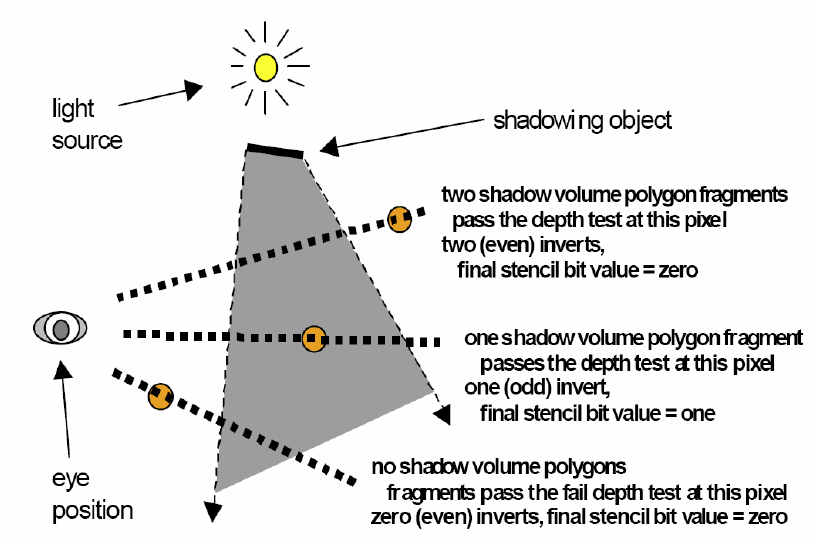 light
source
shadowing object
two shadow volume polygon fragments
pass the depth test at this pixel
two (even) inverts,
final stencil bit value = zero
one shadow volume polygon fragment
passes the depth test at this pixel
one (odd) invert,
final stencil bit value = one
eye
position
no shadow volume polygons
fragments pass the fail depth test at this pixel
zero (even) inverts, final stencil bit value = zero